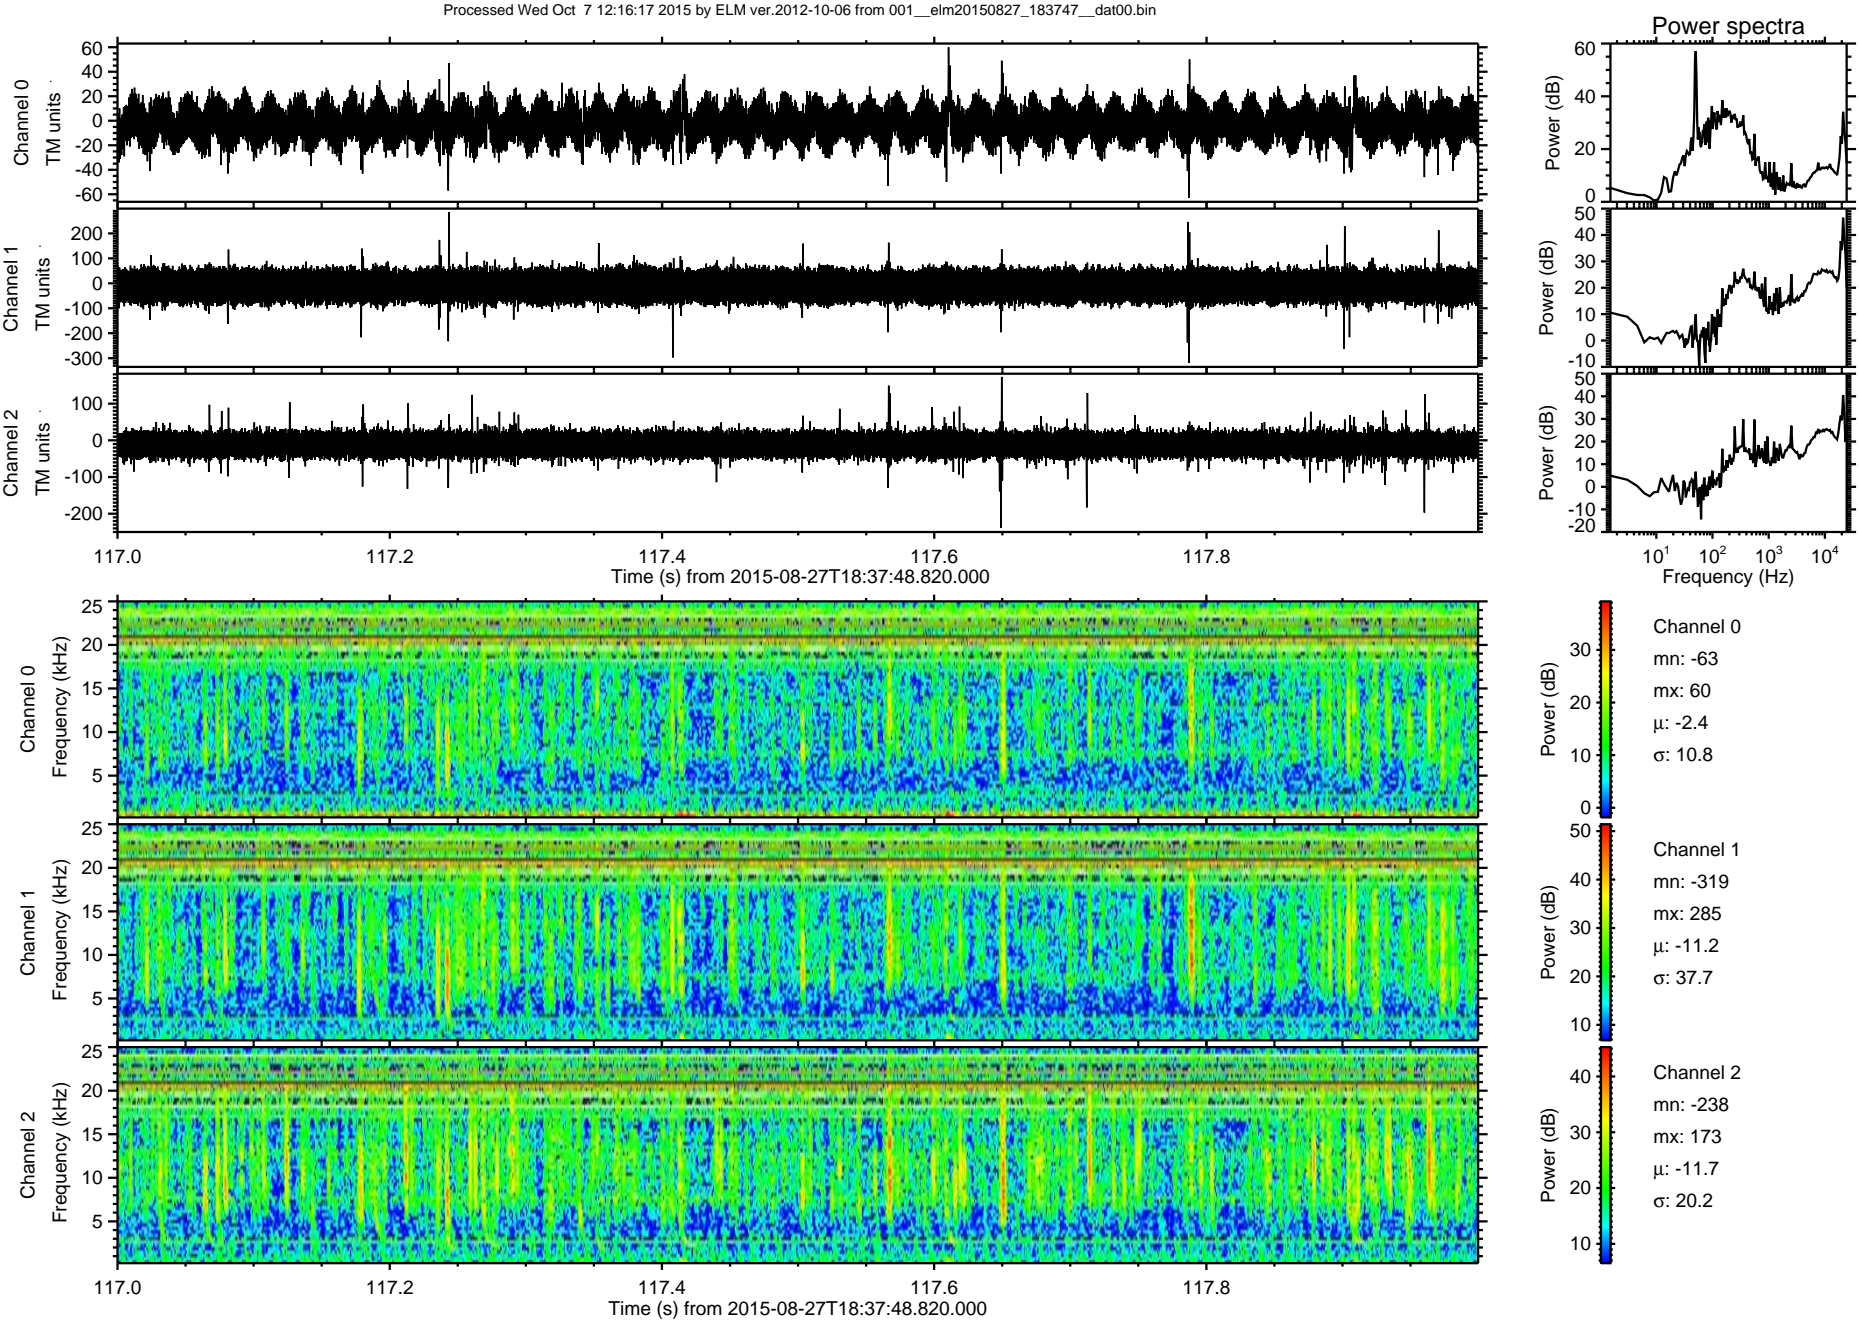 Processed Wed Oct  7 12:16:17 2015 by ELM ver.2012-10-06 from 001__elm20150827_183747__dat00.bin
Power spectra
Channel 0
TM units
60
40
20
0
-20
-40
-60
Power (dB)
60
40
20
0
Channel 1
TM units
200
100
0
-100
-200
-300
Power (dB)
50
40
30
20
10
0
-10
Channel 2
TM units
100
0
-100
-200
Power (dB)
50
40
30
20
10
0
-10
-20
117.0 117.2 117.4 117.6 117.8
Time (s) from 2015-08-27T18:37:48.820.000
10^1 10^2 10^3 10^4
Frequency (Hz)
Channel 0
Frequency (kHz)
25
20
15
10
5
Power (dB)
30
20
10
0
Channel 0
mn: -63
mx: 60
µ: -2.4
σ: 10.8
Channel 1
Frequency (kHz)
25
20
15
10
5
Power (dB)
50
40
30
20
10
Channel 1
mn: -319
mx: 285
µ: -11.2
σ: 37.7
Channel 2
Frequency (kHz)
25
20
15
10
5
Power (dB)
40
30
20
10
Channel 2
mn: -238
mx: 173
µ: -11.7
σ: 20.2
117.0 117.2 117.4 117.6 117.8
Time (s) from 2015-08-27T18:37:48.820.000